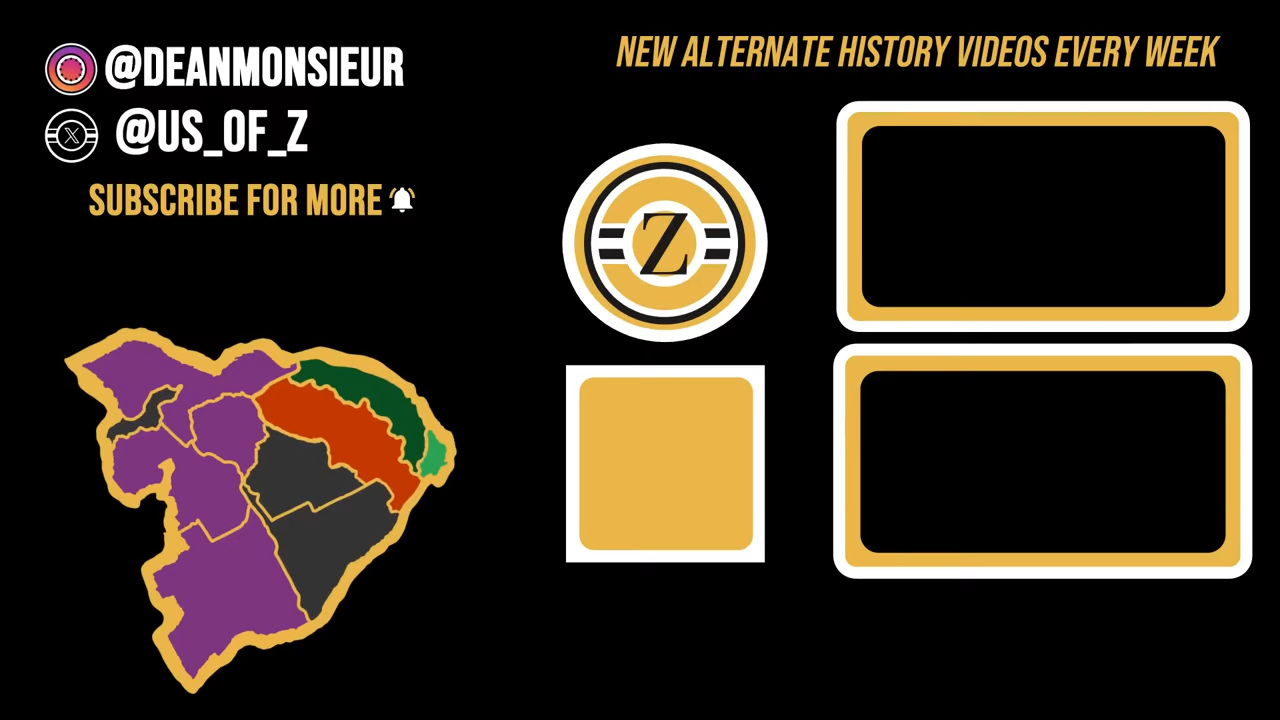 @DEANMONSIEUR
@US_OF_Z
SUBSCRIBE FOR MORE
NEW ALTERNATE HISTORY VIDEOS EVERY WEEK
Z